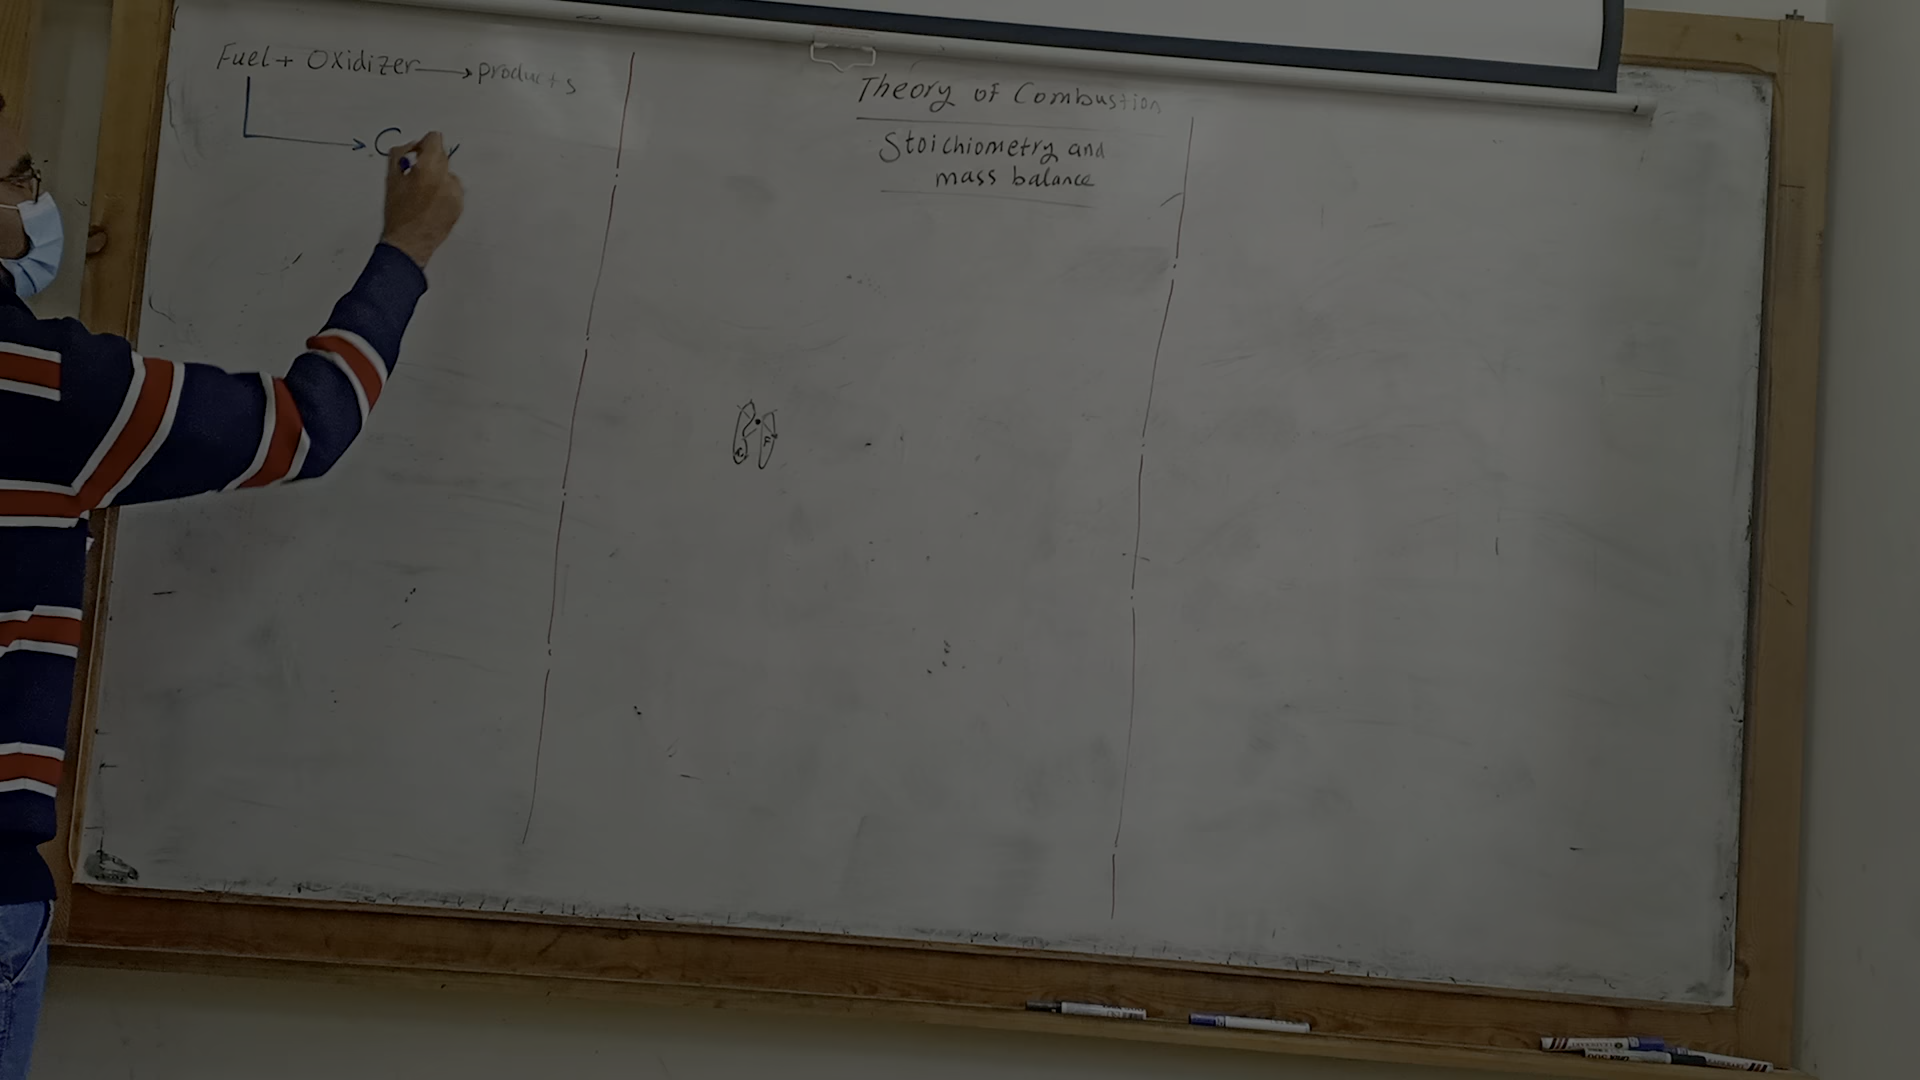 Fuel + Oxidizer → products
→ C
Theory of Combustion
Stoichiometry and
mass balance